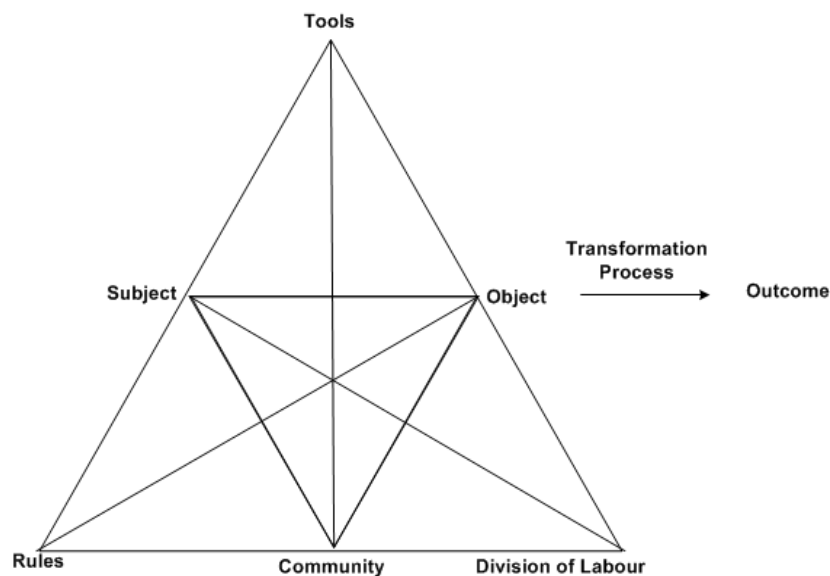 Tools
Transformation
Process
Subject
Object
Outcome
Rules
Community
Division of Labour